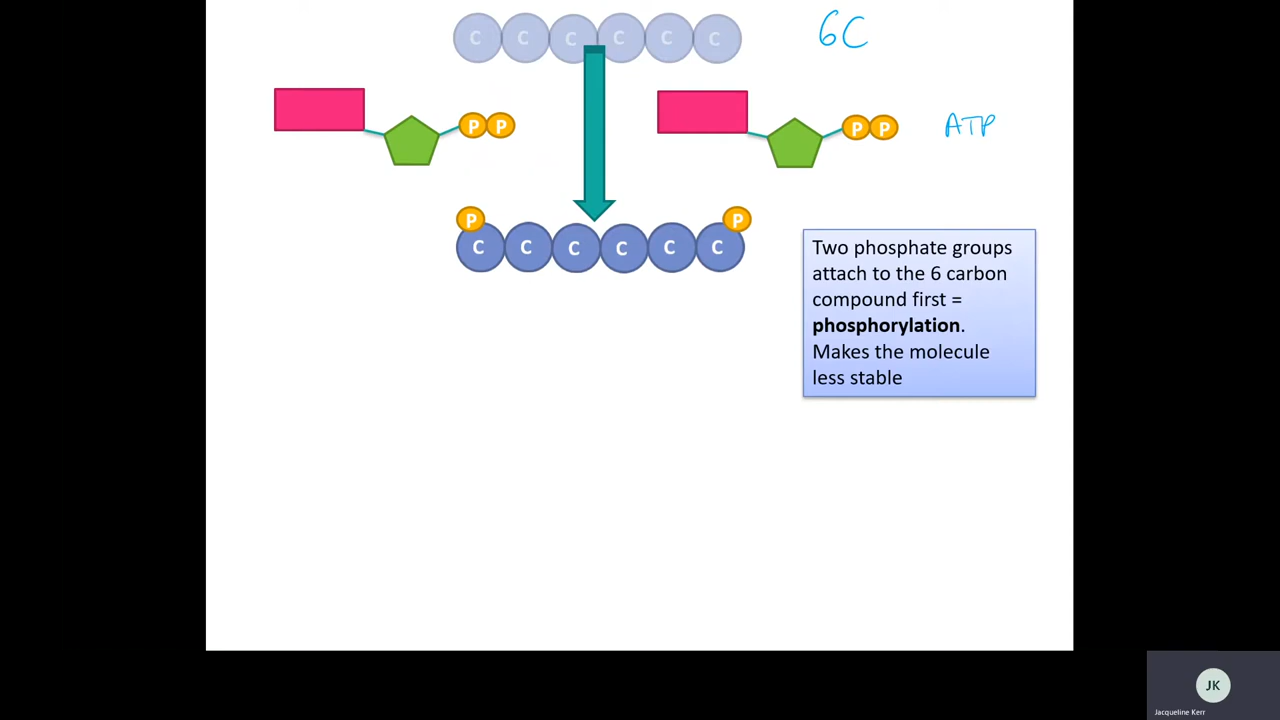 C C C C C C 6C
P P P P ATP
P P
C C C C C C
Two phosphate groups
attach to the 6 carbon
compound first =
phosphorylation.
Makes the molecule
less stable
JK
Jacqueline Kerr